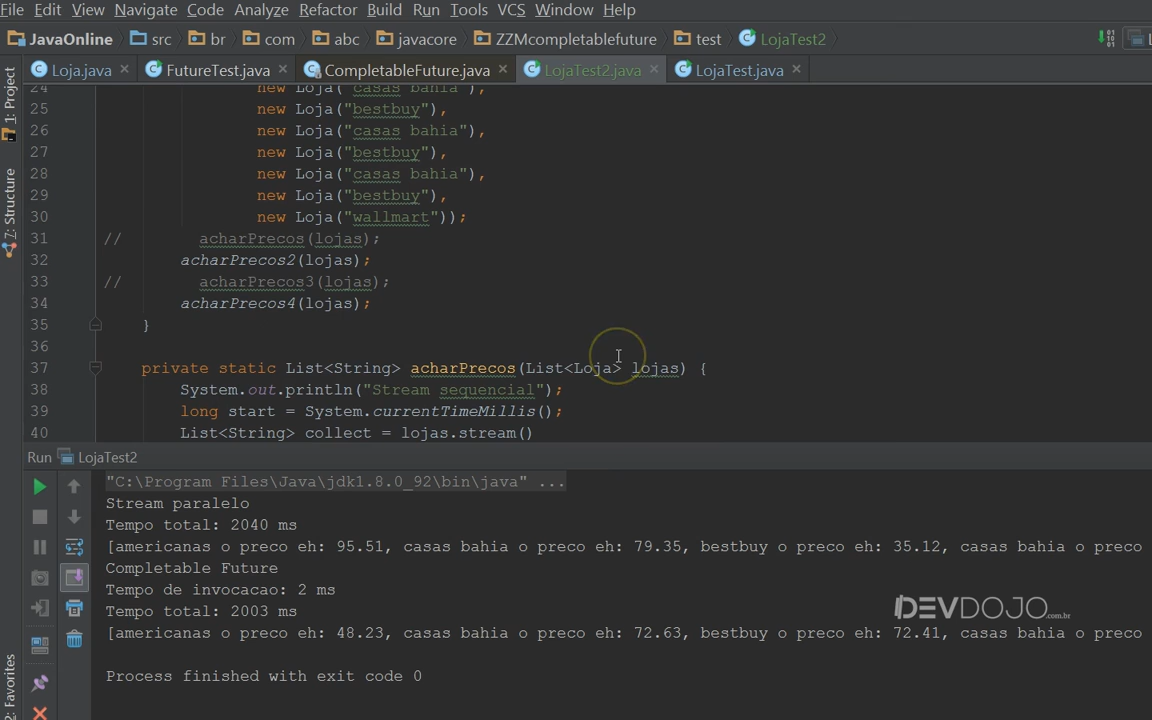 File Edit View Navigate Code Analyze Refactor Build Run Tools VCS Window Help
JavaOnline src br com abc javacore ZZMcompletablefuture test LojaTest2
Loja.java FutureTest.java CompletableFuture.java LojaTest2.java LojaTest.java
24 new Loja("casas bahia"),
25 new Loja("bestbuy"),
26 new Loja("casas bahia"),
27 new Loja("bestbuy"),
28 new Loja("casas bahia"),
29 new Loja("bestbuy"),
30 new Loja("wallmart"));
31 // acharPrecos(lojas);
32 acharPrecos2(lojas);
33 // acharPrecos3(lojas);
34 acharPrecos4(lojas);
35 }
36
37 private static List<String> acharPrecos(List<Loja> lojas) {
38 System.out.println("Stream sequencial");
39 long start = System.currentTimeMillis();
40 List<String> collect = lojas.stream()
1: Project
7: Structure
2: Favorites
Run LojaTest2
"C:\Program Files\Java\jdk1.8.0_92\bin\java" ...
Stream paralelo
Tempo total: 2040 ms
[americanas o preco eh: 95.51, casas bahia o preco eh: 79.35, bestbuy o preco eh: 35.12, casas bahia o preco
Completable Future
Tempo de invocacao: 2 ms
Tempo total: 2003 ms
[americanas o preco eh: 48.23, casas bahia o preco eh: 72.63, bestbuy o preco eh: 72.41, casas bahia o preco
Process finished with exit code 0
DEVDOJO.com.br